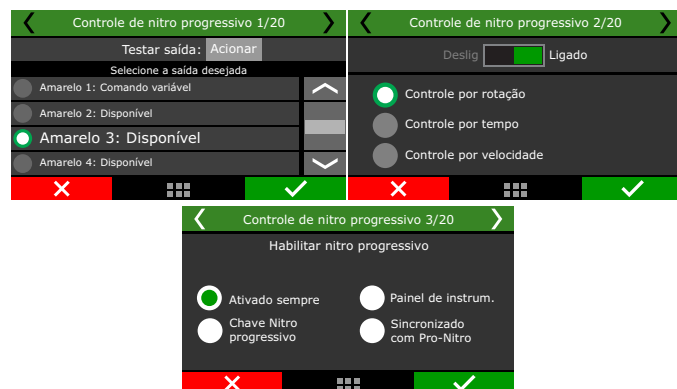 Controle de nitro progressivo 1/20
Testar saída: Acionar
Selecione a saída desejada
Amarelo 1: Comando variável
Amarelo 2: Disponível
Amarelo 3: Disponível
Amarelo 4: Disponível
Controle de nitro progressivo 2/20
Deslig Ligado
Controle por rotação
Controle por tempo
Controle por velocidade
Controle de nitro progressivo 3/20
Habilitar nitro progressivo
Ativado sempre
Painel de instrum.
Chave Nitro
progressivo
Sincronizado
com Pro-Nitro